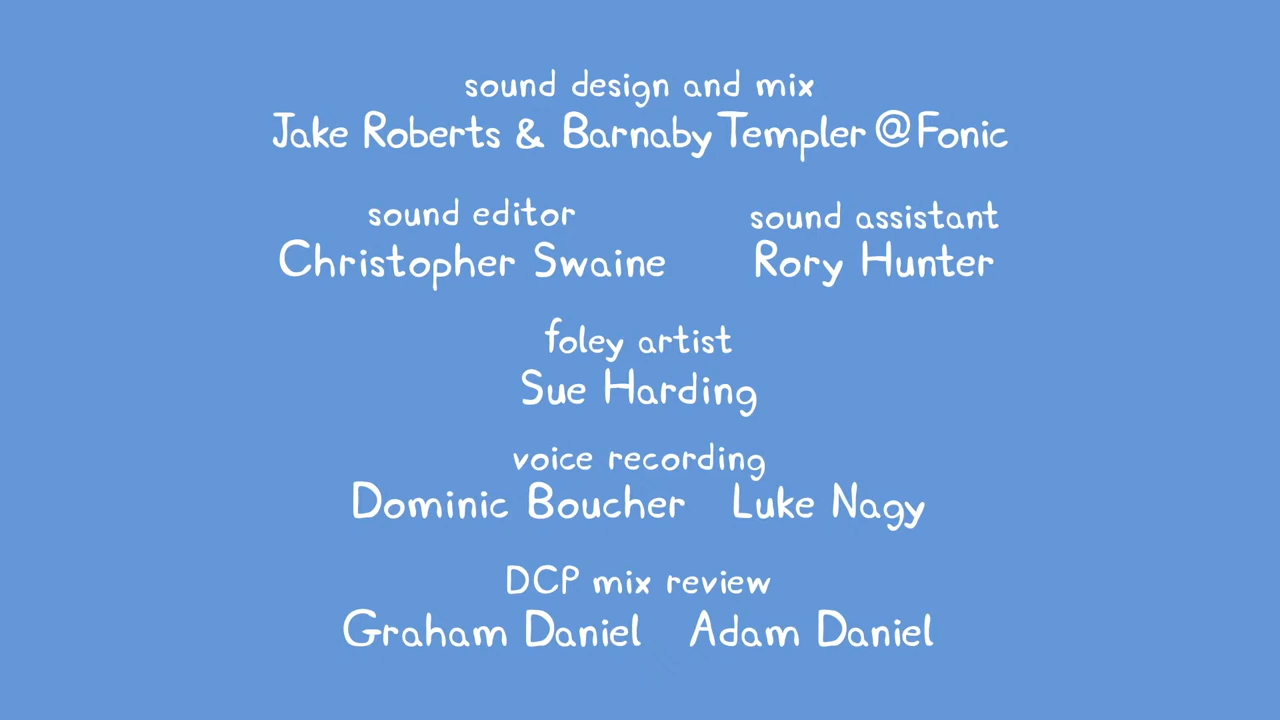 sound design and mix
Jake Roberts & Barnaby Templer @Fonic
sound editor
Christopher Swaine
sound assistant
Rory Hunter
foley artist
Sue Harding
voice recording
Dominic Boucher Luke Nagy
DCP mix review
Graham Daniel Adam Daniel